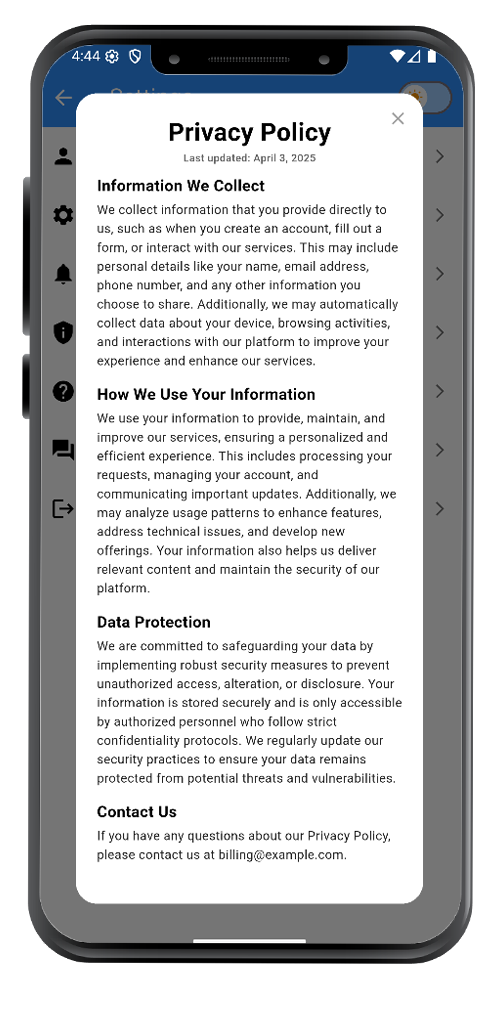 4:44
Settings
Privacy Policy
Last updated: April 3, 2025
Information We Collect
We collect information that you provide directly to
us, such as when you create an account, fill out a
form, or interact with our services. This may include
personal details like your name, email address,
phone number, and any other information you
choose to share. Additionally, we may automatically
collect data about your device, browsing activities,
and interactions with our platform to improve your
experience and enhance our services.
How We Use Your Information
We use your information to provide, maintain, and
improve our services, ensuring a personalized and
efficient experience. This includes processing your
requests, managing your account, and
communicating important updates. Additionally, we
may analyze usage patterns to enhance features,
address technical issues, and develop new
offerings. Your information also helps us deliver
relevant content and maintain the security of our
platform.
Data Protection
We are committed to safeguarding your data by
implementing robust security measures to prevent
unauthorized access, alteration, or disclosure. Your
information is stored securely and is only accessible
by authorized personnel who follow strict
confidentiality protocols. We regularly update our
security practices to ensure your data remains
protected from potential threats and vulnerabilities.
Contact Us
If you have any questions about our Privacy Policy,
please contact us at billing@example.com.